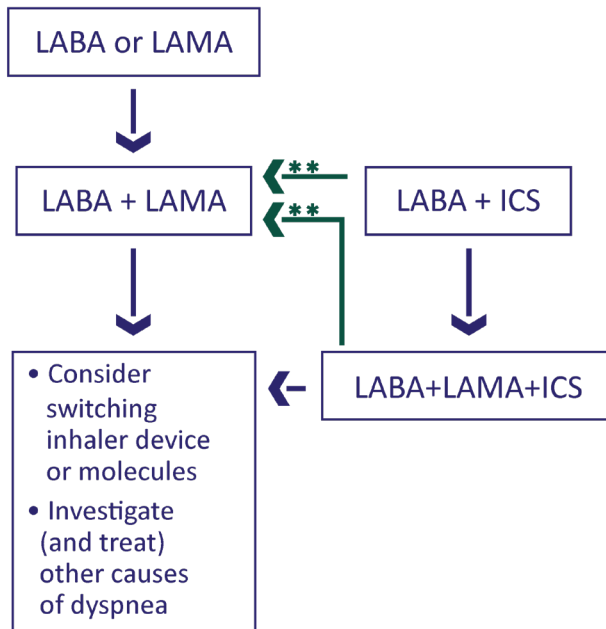 LABA or LAMA
**
LABA + LAMA
LABA + ICS
**
• Consider
switching
inhaler device
or molecules
• Investigate
(and treat)
other causes
of dyspnea
LABA+LAMA+ICS